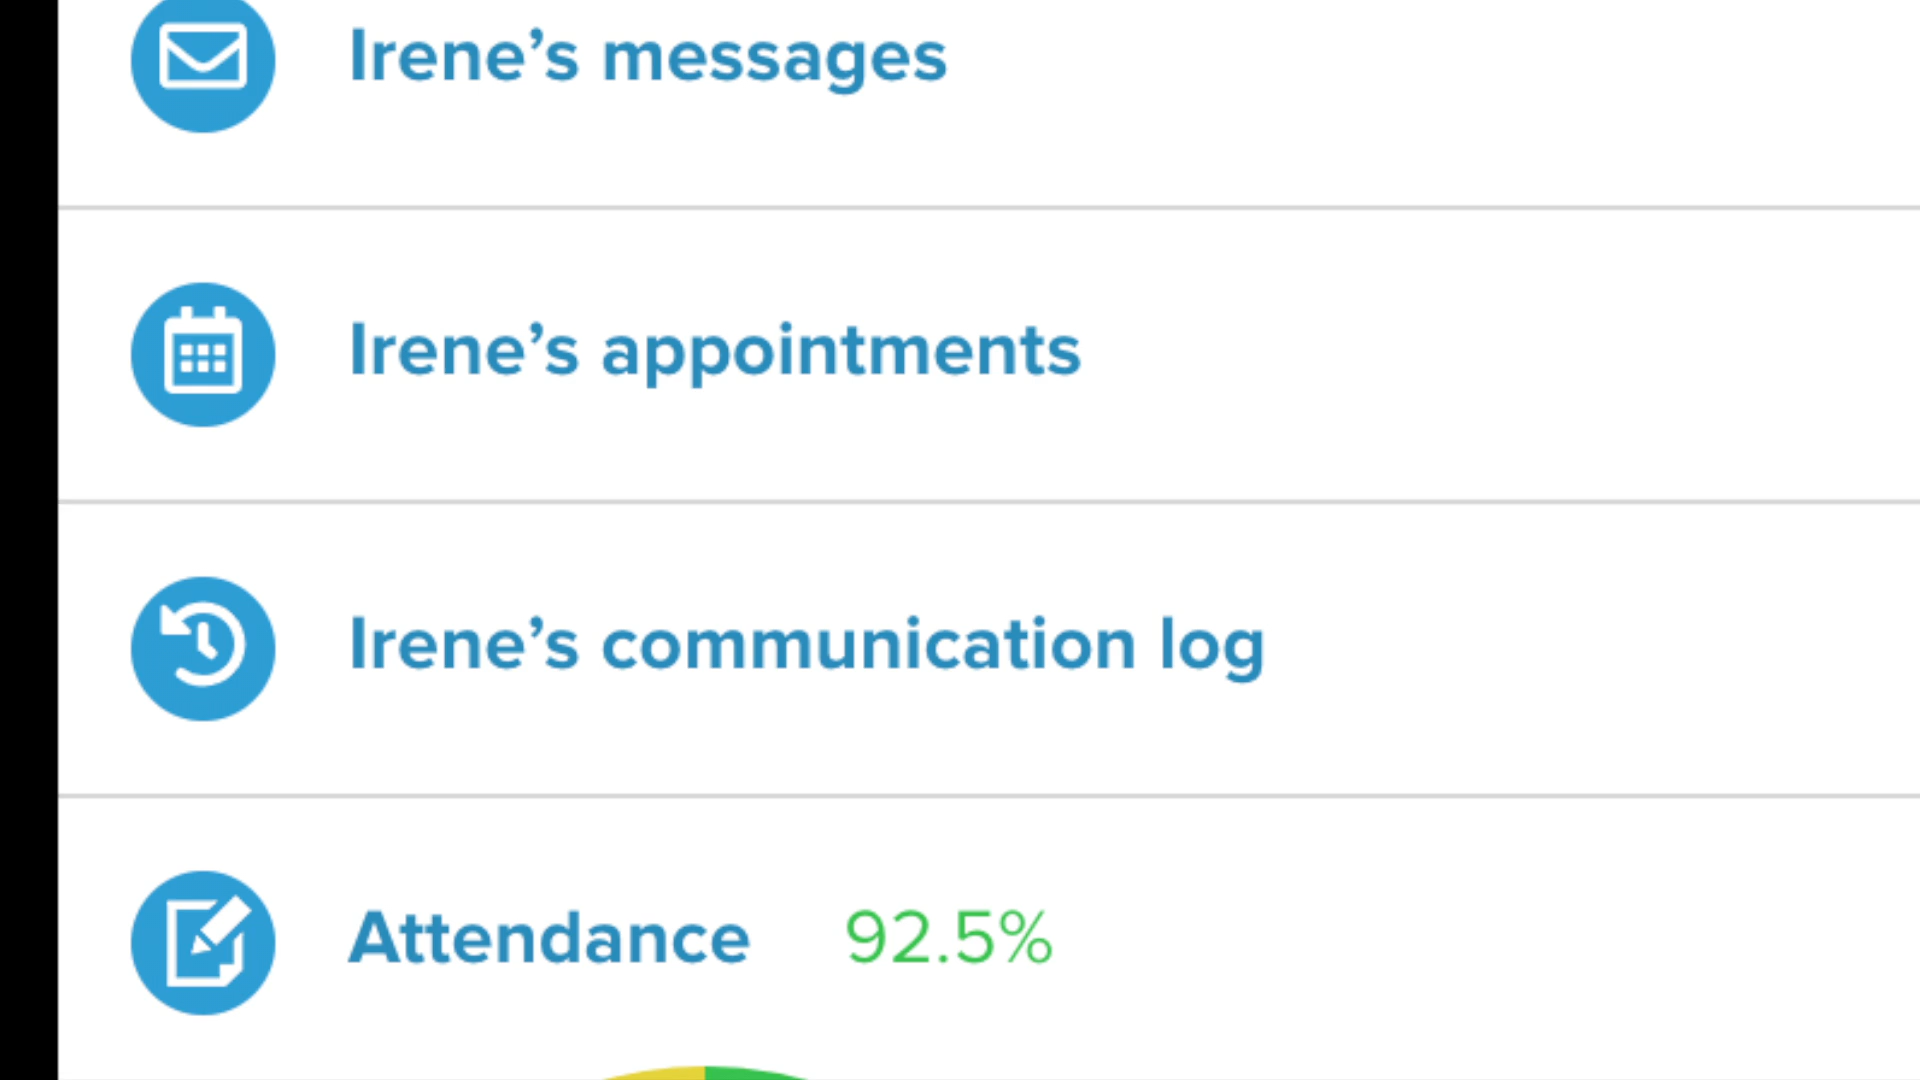 Irene’s messages
Irene’s appointments
Irene’s communication log
Attendance 92.5%